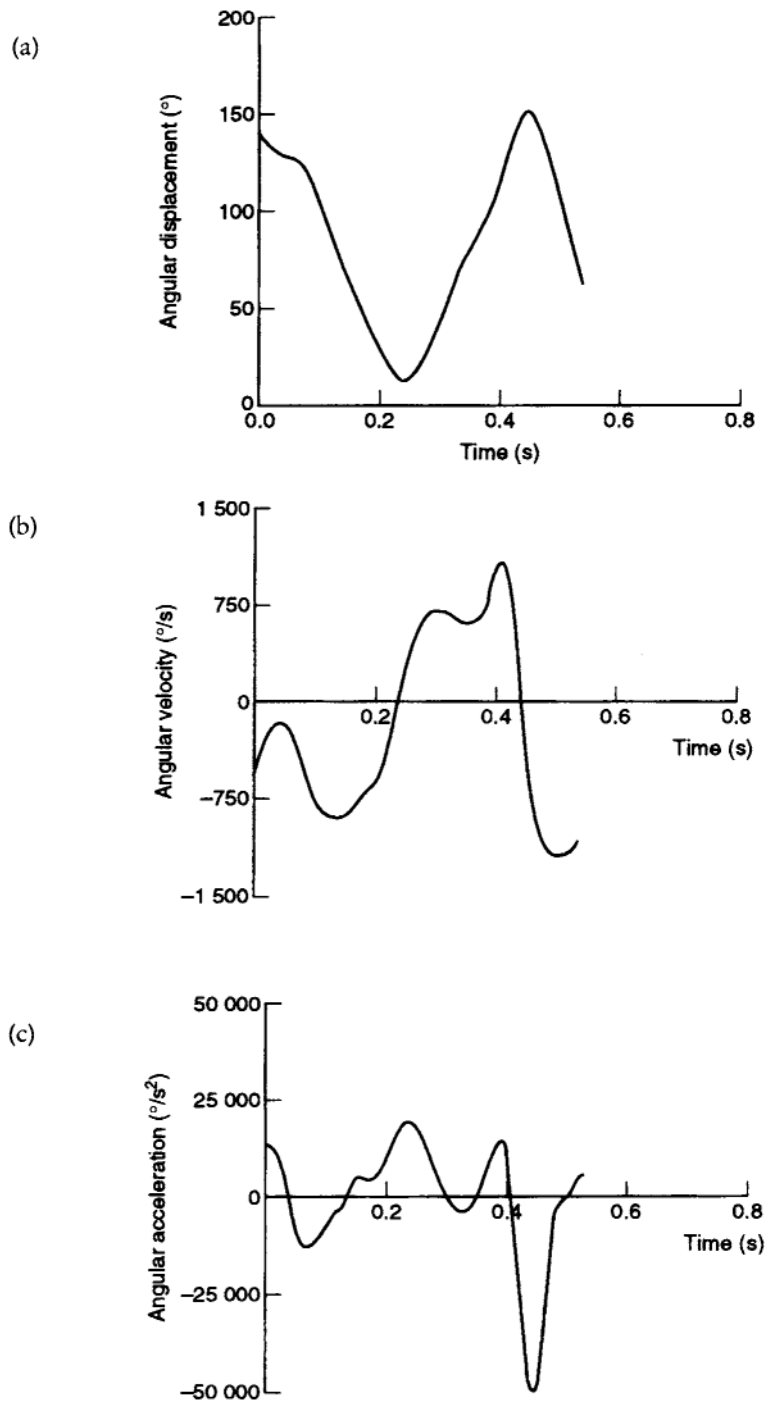 (a)
200
150
100
50
0
Angular displacement (°)
0.0 0.2 0.4 0.6 0.8
Time (s)
(b)
1 500
750
0
−750
−1 500
Angular velocity (°/s)
0.2 0.4 0.6 0.8
Time (s)
(c)
50 000
25 000
0
−25 000
−50 000
Angular acceleration (°/s²)
0.2 0.4 0.6 0.8
Time (s)